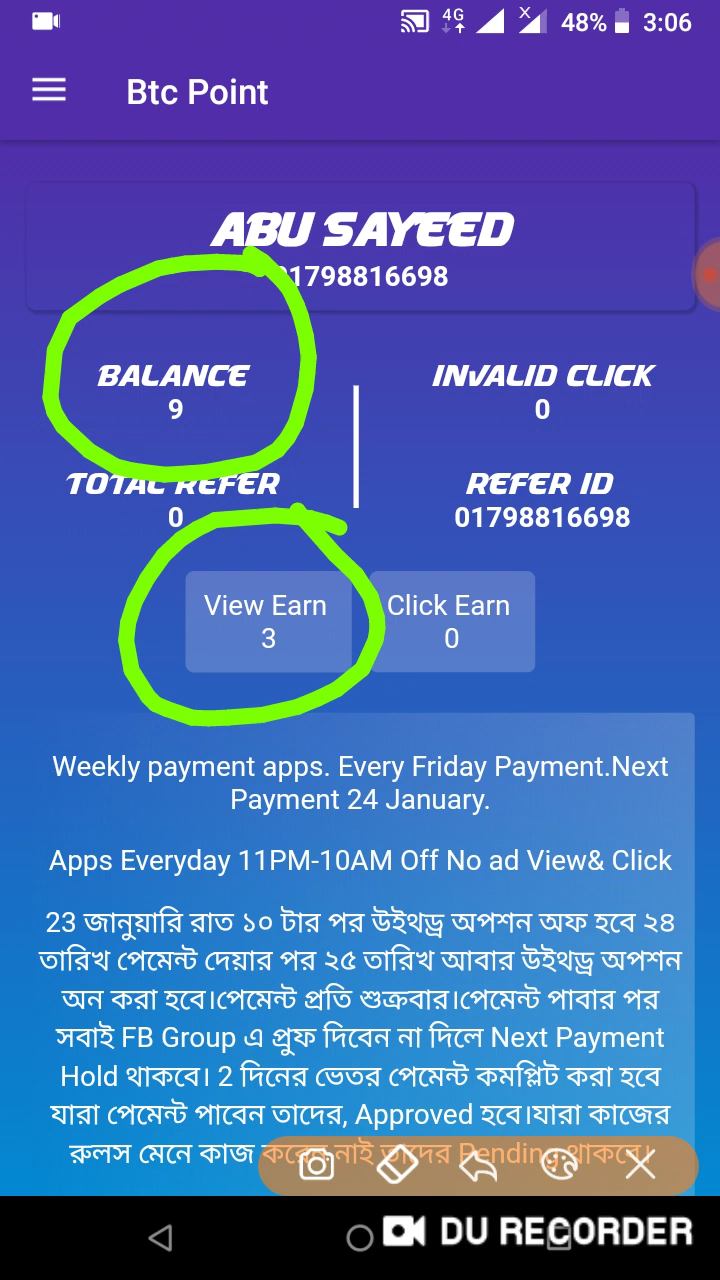 4G X 48% 3:06
Btc Point
ABU SAYEED
01798816698
BALANCE INVALID CLICK
9 0
TOTAL REFER REFER ID
0 01798816698
View Earn Click Earn
3 0
Weekly payment apps. Every Friday Payment.Next
Payment 24 January.
Apps Everyday 11PM-10AM Off No ad View& Click
23 জানুয়ারি রাত ১০ টার পর উইথড্র অপশন অফ হবে ২৪
তারিখ পেমেন্ট দেয়ার পর ২৫ তারিখ আবার উইথড্র অপশন
অন করা হবে।পেমেন্ট প্রতি শুক্রবার।পেমেন্ট পাবার পর
সবাই FB Group এ প্রুফ দিবেন না দিলে Next Payment
Hold থাকবে। 2 দিনের ভেতর পেমেন্ট কমপ্লিট করা হবে
যারা পেমেন্ট পাবেন তাদের, Approved হবে।যারা কাজের
রুলস মেনে কাজ করেন নাই তাদের Pending থাকবে।
DU RECORDER